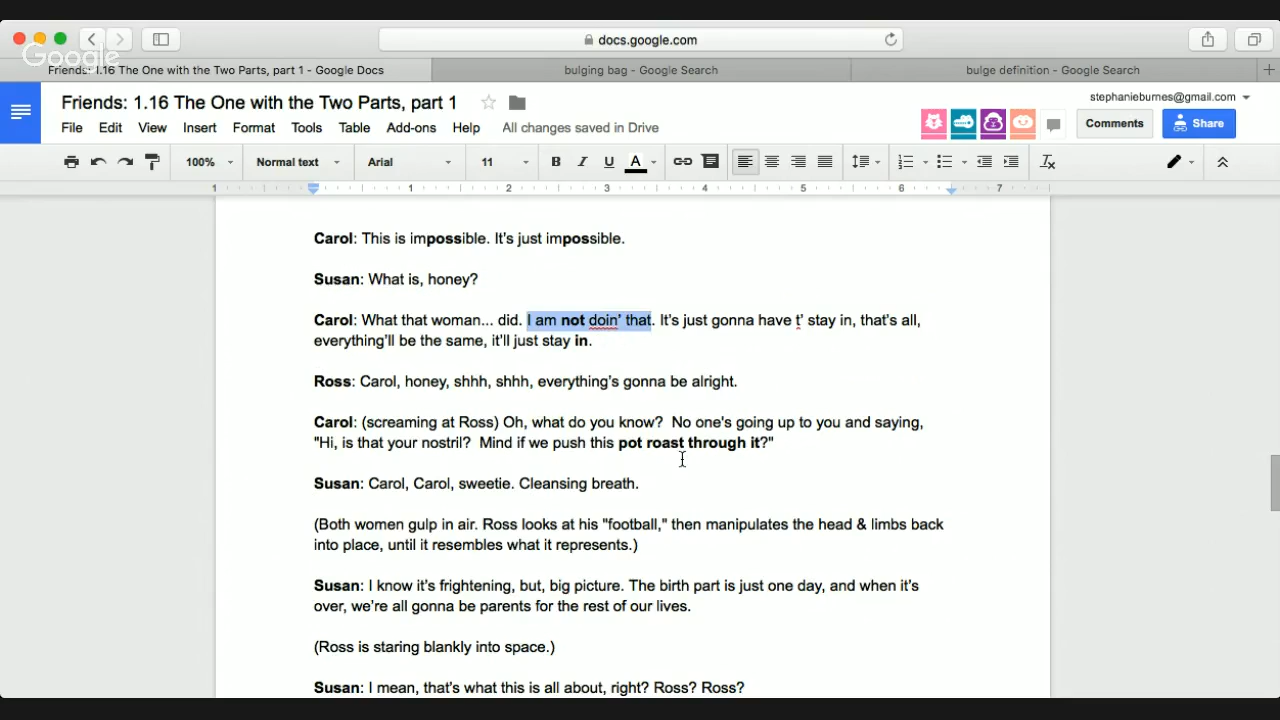 docs.google.com
Google
Friends: 1.16 The One with the Two Parts, part 1 - Google Docs
bulging bag - Google Search
bulge definition - Google Search
Friends: 1.16 The One with the Two Parts, part 1
stephanieburnes@gmail.com
File Edit View Insert Format Tools Table Add-ons Help All changes saved in Drive
Comments
Share
100% Normal text Arial 11 B I U A
1 1 2 3 4 5 6 7
Carol: This is impossible. It's just impossible.
Susan: What is, honey?
Carol: What that woman... did. I am not doin' that. It's just gonna have t' stay in, that's all,
everything'll be the same, it'll just stay in.
Ross: Carol, honey, shhh, shhh, everything's gonna be alright.
Carol: (screaming at Ross) Oh, what do you know? No one's going up to you and saying,
"Hi, is that your nostril? Mind if we push this pot roast through it?"
Susan: Carol, Carol, sweetie. Cleansing breath.
(Both women gulp in air. Ross looks at his "football," then manipulates the head & limbs back
into place, until it resembles what it represents.)
Susan: I know it's frightening, but, big picture. The birth part is just one day, and when it's
over, we're all gonna be parents for the rest of our lives.
(Ross is staring blankly into space.)
Susan: I mean, that's what this is all about, right? Ross? Ross?